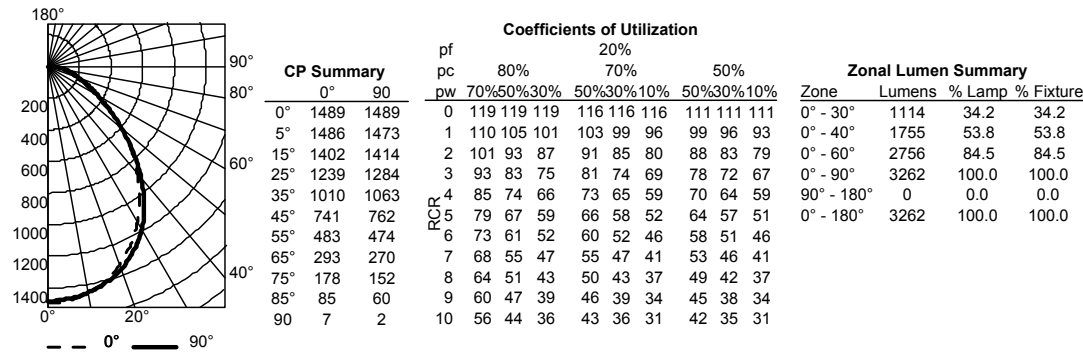 180°
90°
80°
200
400
600
60°
800
1000
1200
40°
1400
0° 20°
0° 90°
CP Summary
0° 90
0° 1489 1489
5° 1486 1473
15° 1402 1414
25° 1239 1284
35° 1010 1063
45° 741 762
55° 483 474
65° 293 270
75° 178 152
85° 85 60
90 7 2
Coefficients of Utilization
pf 20%
pc 80% 70% 50%
pw 70%50%30% 50%30%10% 50%30%10%
RCR
0 119 119 119 116 116 116 111 111 111
1 110 105 101 103 99 96 99 96 93
2 101 93 87 91 85 80 88 83 79
3 93 83 75 81 74 69 78 72 67
4 85 74 66 73 65 59 70 64 59
5 79 67 59 66 58 52 64 57 51
6 73 61 52 60 52 46 58 51 46
7 68 55 47 55 47 41 53 46 41
8 64 51 43 50 43 37 49 42 37
9 60 47 39 46 39 34 45 38 34
10 56 44 36 43 36 31 42 35 31
Zonal Lumen Summary
Zone Lumens % Lamp % Fixture
0° - 30° 1114 34.2 34.2
0° - 40° 1755 53.8 53.8
0° - 60° 2756 84.5 84.5
0° - 90° 3262 100.0 100.0
90° - 180° 0 0.0 0.0
0° - 180° 3262 100.0 100.0